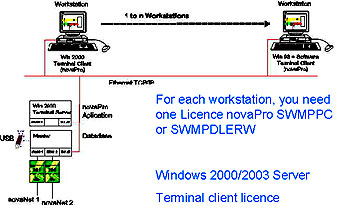 Workstation
Workstation
1 to n Workstations
Win 2000
Terminal Client
(novaPro)
Win 98 + Software
Terminal Client
(novaPro)
Ethernet TCP/IP
Win 2000
Terminal Server
novaPro
Aplication
Datadates
USB
Master
novaNet 1
novaNet 2
For each workstation, you need
one Licence novaPro SWMPPC
or SWMPDLERW
Windows 2000/2003 Server
Terminal client licence